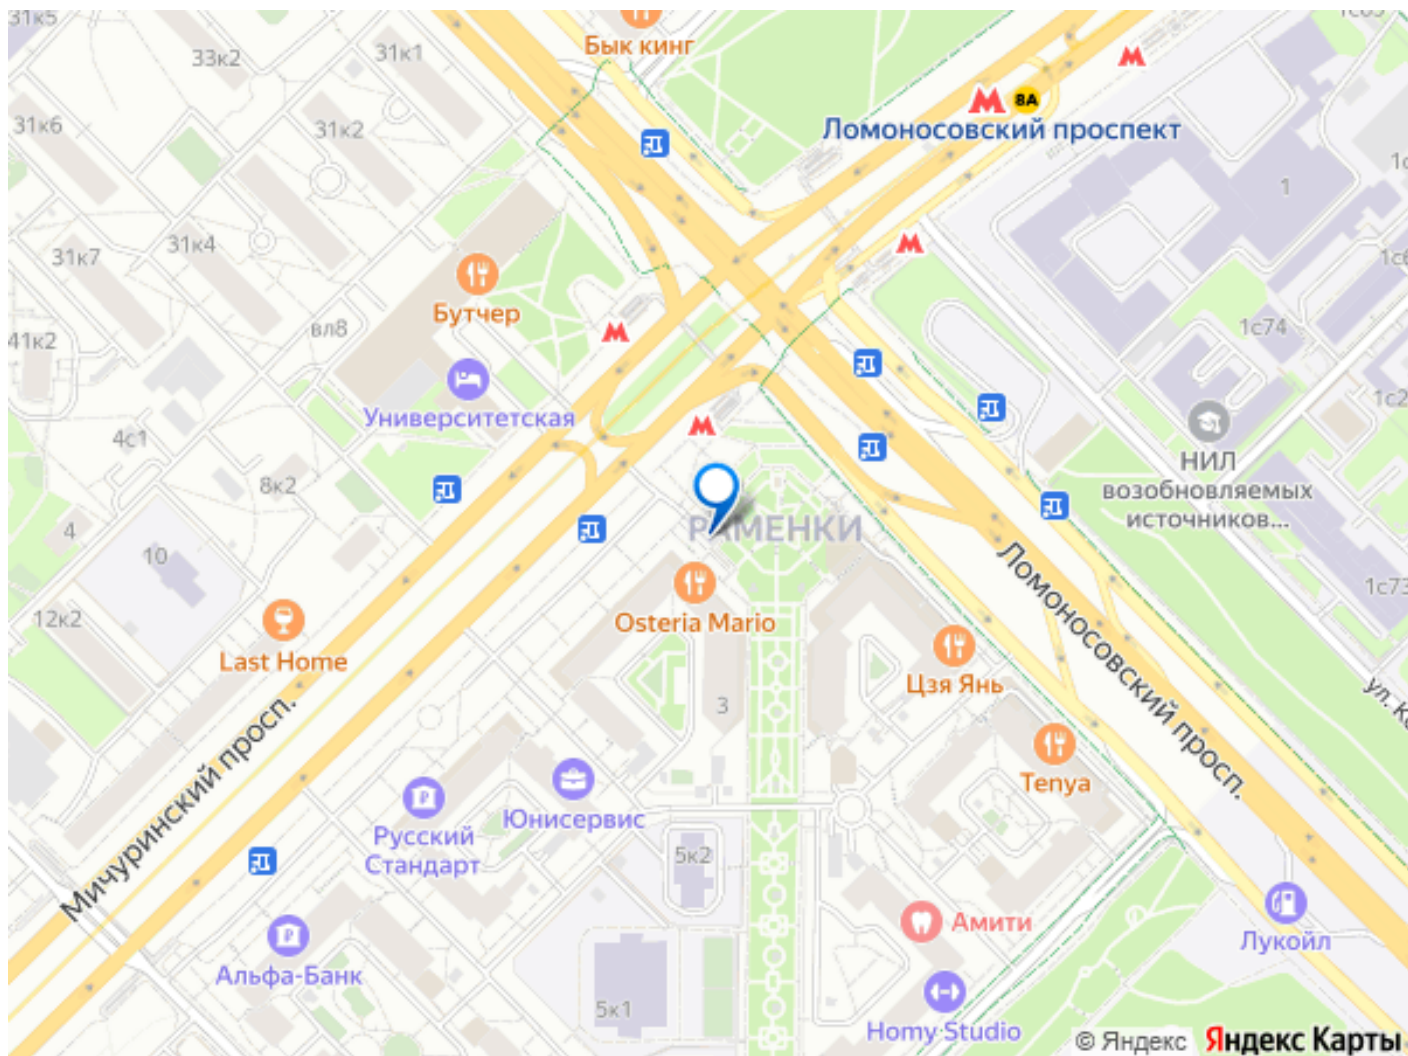 31к5
33к2
31к1
Бык кинг
31к6
31к2
8А
Ломоносовский проспект
1
31к7
31к4
Бутчер
вл8
41к2
1с74
Университетская
4с1
8к2
НИЛ
возобновляемых
источников...
4
10
РАМЕНКИ
12к2
Last Home
Osteria Mario
Ломоносовский просп.
1с73
Цзя Янь
3
Tenya
Мичуринский просп.
Русский
Стандарт
Юнисервис
5к2
Амити
Лукойл
Альфа-Банк
5к1
Homy Studio
© Яндекс Яндекс Карты